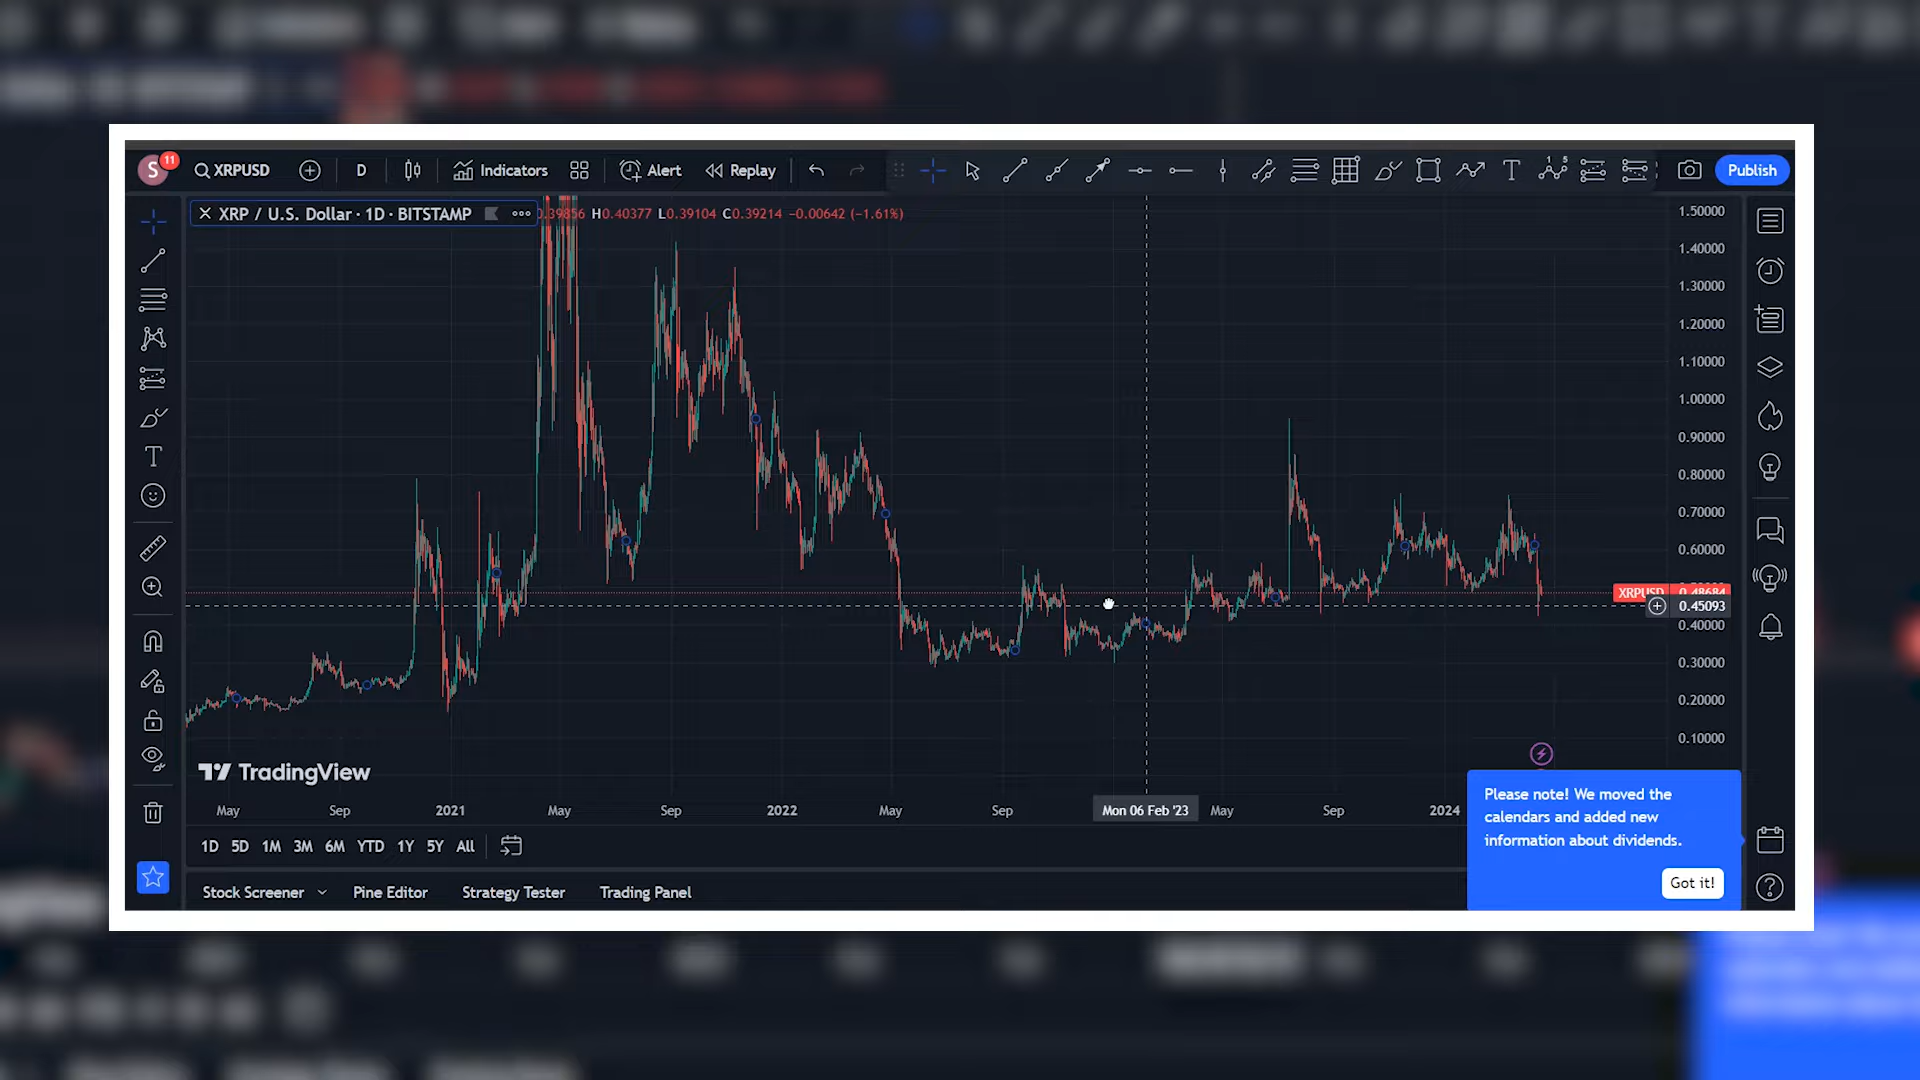 S 11 XRPUSD D Indicators Alert Replay Publish
XRP / U.S. Dollar · 1D · BITSTAMP ••• 0.39856 H0.40377 L0.39104 C0.39214 −0.00642 (−1.61%)
1.50000
1.40000
1.30000
1.20000
1.10000
1.00000
0.90000
0.80000
0.70000
0.60000
XRPUSD 0.48684
0.45093
0.40000
0.30000
0.20000
0.10000
TradingView
May Sep 2021 May Sep 2022 May Sep Mon 06 Feb '23 May Sep 2024
1D 5D 1M 3M 6M YTD 1Y 5Y All
Stock Screener Pine Editor Strategy Tester Trading Panel
Please note! We moved the
calendars and added new
information about dividends.
Got it!